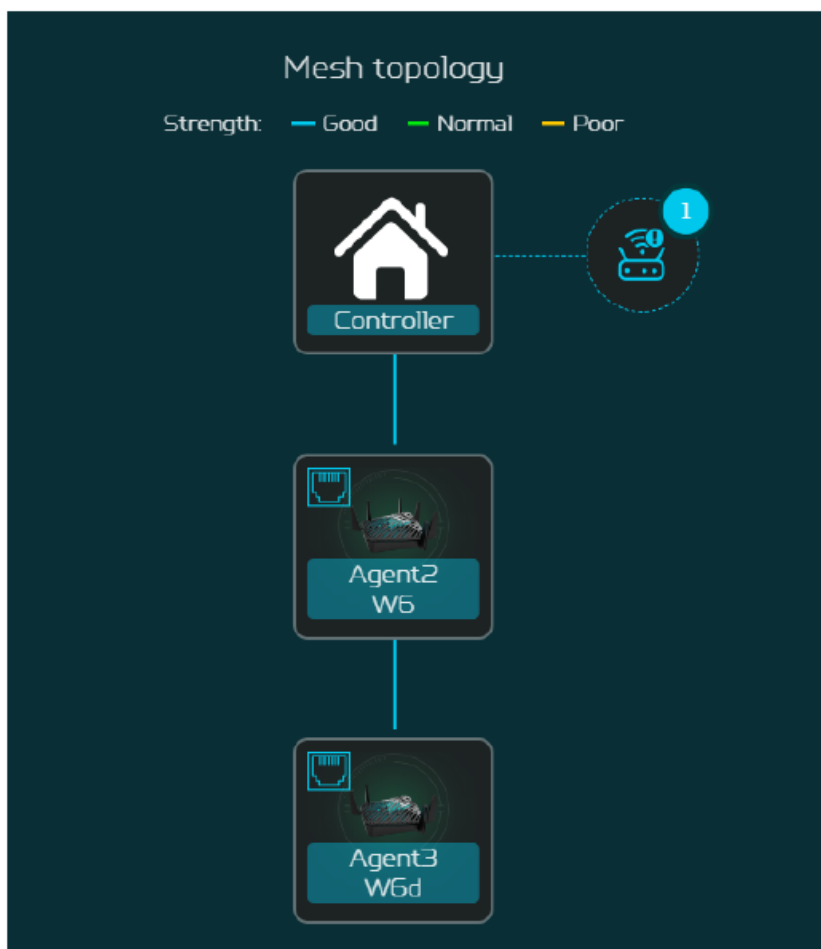 Mesh topology
Strength: Good Normal Poor
1
Controller
Agent2
W6
Agent3
W6d